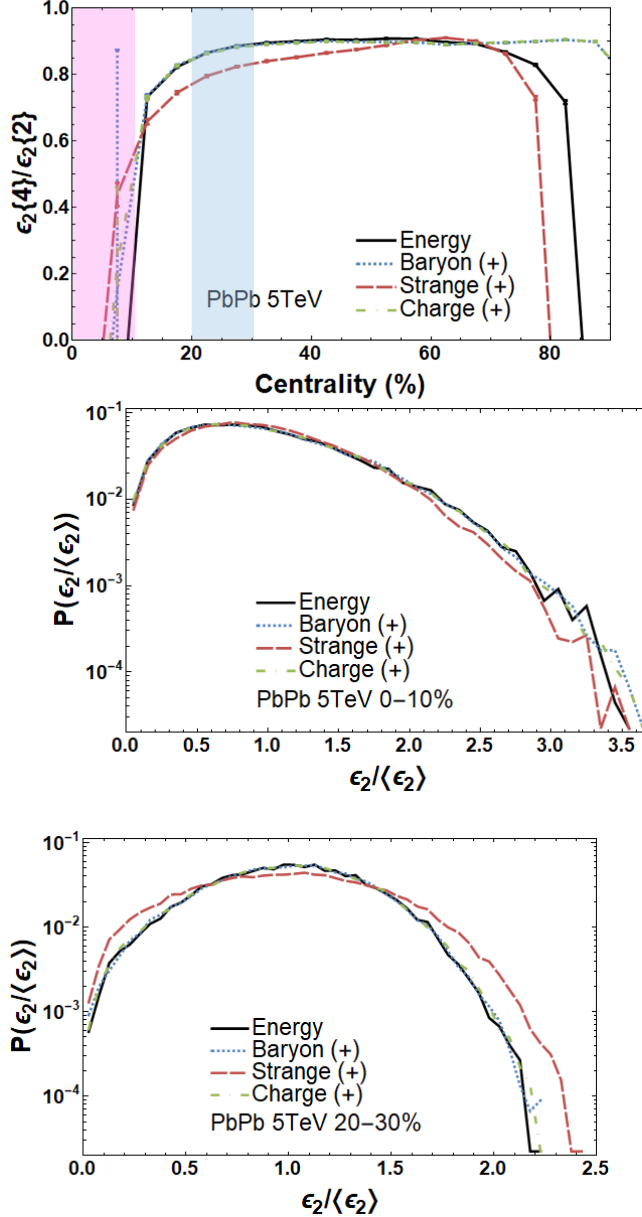 1.0
0.8
0.6
0.4
0.2
0.0
ϵ₂{4}/ϵ₂{2}
Energy
Baryon (+)
Strange (+)
Charge (+)
PbPb 5TeV
0 20 40 60 80
Centrality (%)
10⁻¹
10⁻²
10⁻³
10⁻⁴
P(ϵ₂/⟨ϵ₂⟩)
Energy
Baryon (+)
Strange (+)
Charge (+)
PbPb 5TeV 0−10%
0.0 0.5 1.0 1.5 2.0 2.5 3.0 3.5
ϵ₂/⟨ϵ₂⟩
10⁻¹
10⁻²
10⁻³
10⁻⁴
P(ϵ₂/⟨ϵ₂⟩)
Energy
Baryon (+)
Strange (+)
Charge (+)
PbPb 5TeV 20−30%
0.0 0.5 1.0 1.5 2.0 2.5
ϵ₂/⟨ϵ₂⟩